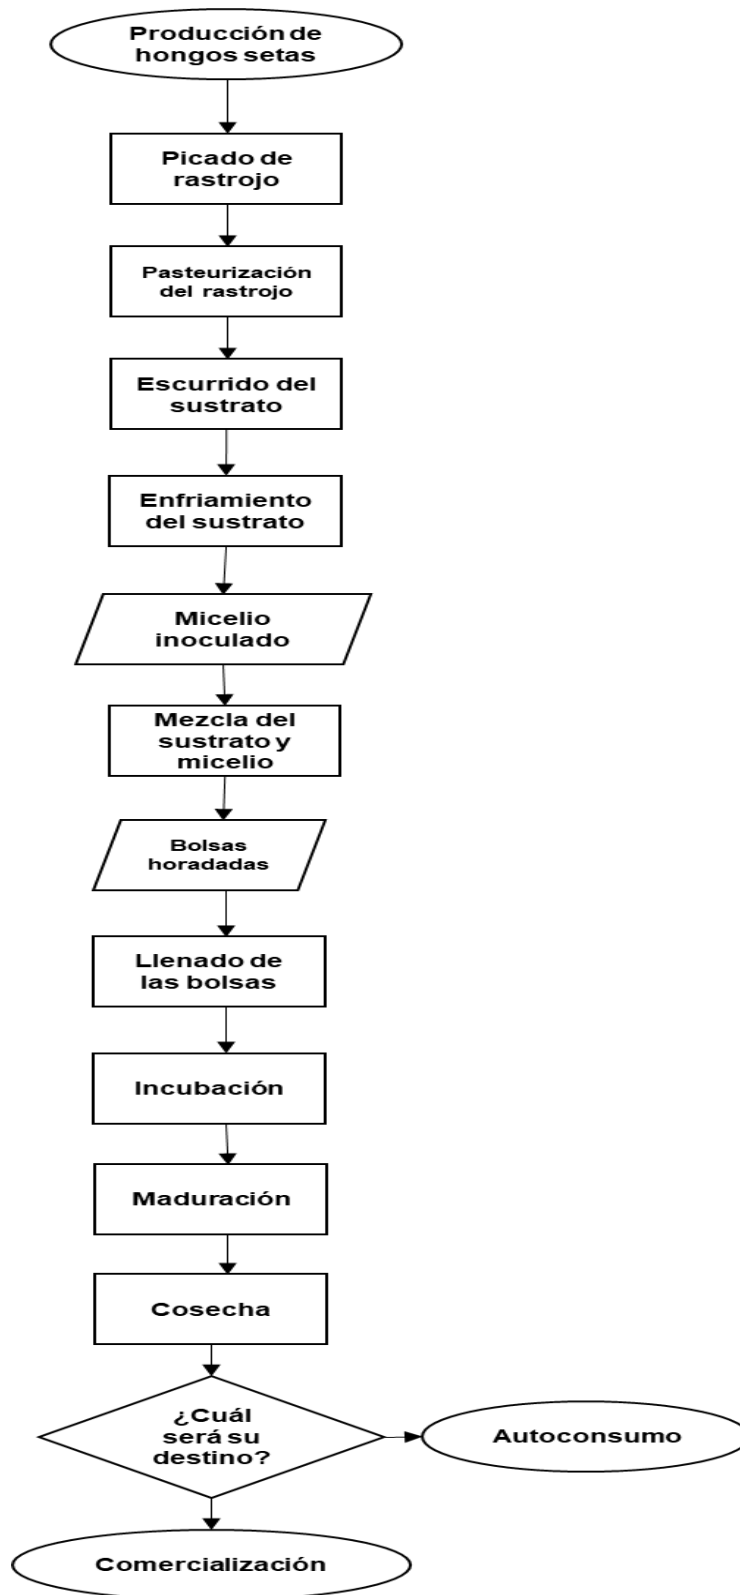 Producción de
hongos setas
Picado de
rastrojo
Pasteurización
del rastrojo
Escurrido del
sustrato
Enfriamiento
del sustrato
Micelio
inoculado
Mezcla del
sustrato y
micelio
Bolsas
horadadas
Llenado de
las bolsas
Incubación
Maduración
Cosecha
¿Cuál
será su
destino?
Autoconsumo
Comercialización